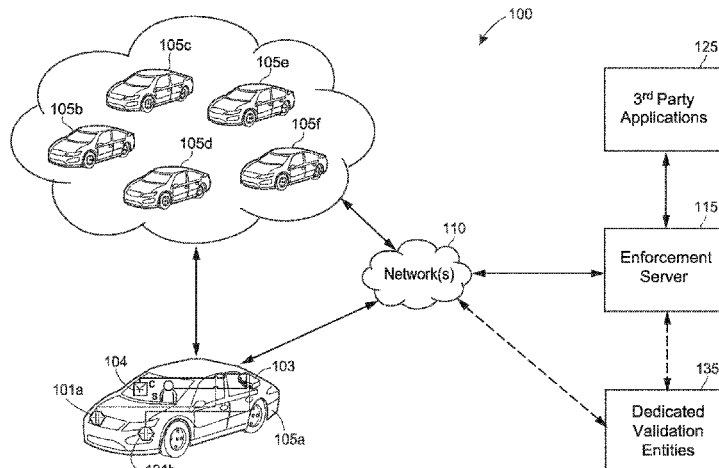 100
105c
105e
125
3rd Party
Applications
105b
105f
105d
115
Enforcement
Server
110
Network(s)
104
C
S
103
135
101a
105a
Dedicated
Validation
Entities